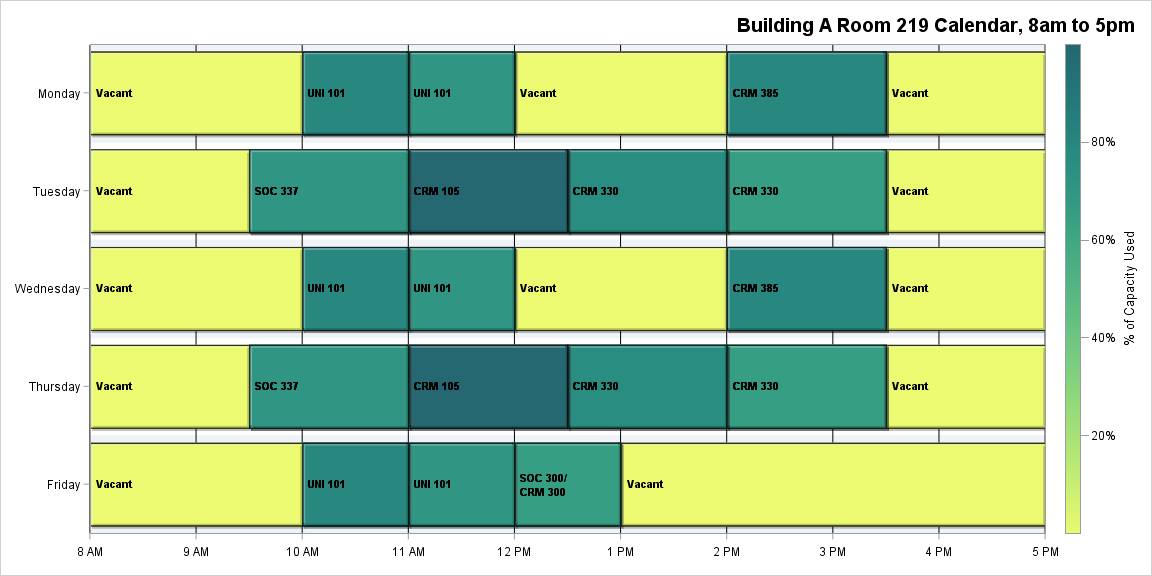 Building A Room 219 Calendar, 8am to 5pm
Monday
Vacant
UNI 101
UNI 101
Vacant
CRM 385
Vacant
Tuesday
Vacant
SOC 337
CRM 105
CRM 330
CRM 330
Vacant
Wednesday
Vacant
UNI 101
UNI 101
Vacant
CRM 385
Vacant
Thursday
Vacant
SOC 337
CRM 105
CRM 330
CRM 330
Vacant
Friday
Vacant
UNI 101
UNI 101
SOC 300/
CRM 300
Vacant
8 AM
9 AM
10 AM
11 AM
12 PM
1 PM
2 PM
3 PM
4 PM
5 PM
80%
60%
40%
20%
% of Capacity Used